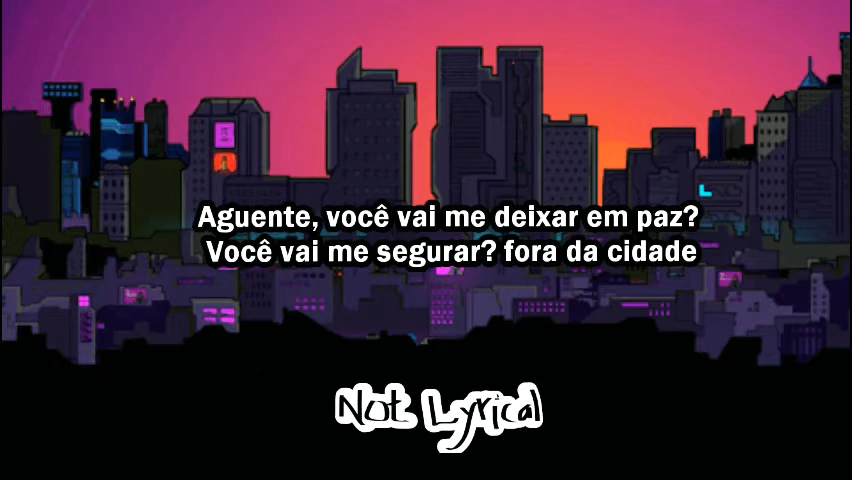 Aguente, você vai me deixar em paz?
Você vai me segurar? fora da cidade
Not Lyrical